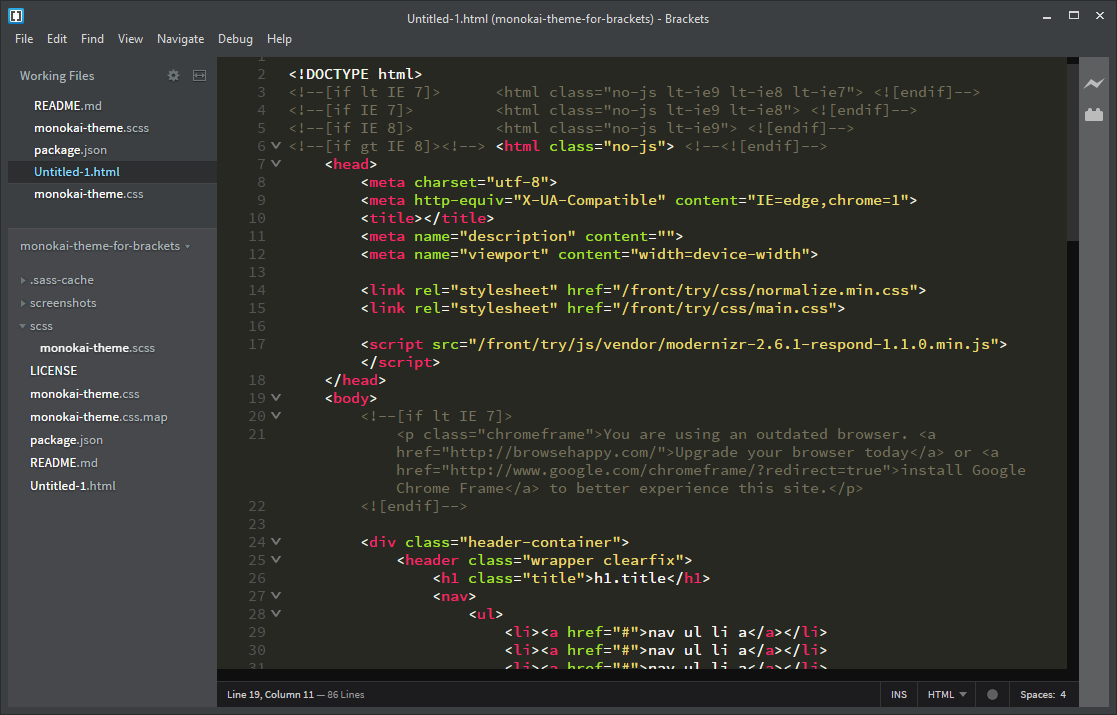 Untitled-1.html (monokai-theme-for-brackets) - Brackets
File Edit Find View Navigate Debug Help
Working Files
README.md
monokai-theme.scss
package.json
Untitled-1.html
monokai-theme.css
monokai-theme-for-brackets
.sass-cache
screenshots
scss
monokai-theme.scss
LICENSE
monokai-theme.css
monokai-theme.css.map
package.json
README.md
Untitled-1.html
1
2 <!DOCTYPE html>
3 <!--[if lt IE 7]>      <html class="no-js lt-ie9 lt-ie8 lt-ie7"> <![endif]-->
4 <!--[if IE 7]>         <html class="no-js lt-ie9 lt-ie8"> <![endif]-->
5 <!--[if IE 8]>         <html class="no-js lt-ie9"> <![endif]-->
6 <!--[if gt IE 8]><!--> <html class="no-js"> <!--<![endif]-->
7     <head>
8         <meta charset="utf-8">
9         <meta http-equiv="X-UA-Compatible" content="IE=edge,chrome=1">
10         <title></title>
11         <meta name="description" content="">
12         <meta name="viewport" content="width=device-width">
13
14         <link rel="stylesheet" href="/front/try/css/normalize.min.css">
15         <link rel="stylesheet" href="/front/try/css/main.css">
16
17         <script src="/front/try/js/vendor/modernizr-2.6.1-respond-1.1.0.min.js">
        </script>
18     </head>
19     <body>
20         <!--[if lt IE 7]>
21             <p class="chromeframe">You are using an outdated browser. <a
            href="http://browsehappy.com/">Upgrade your browser today</a> or <a
            href="http://www.google.com/chromeframe/?redirect=true">install Google
            Chrome Frame</a> to better experience this site.</p>
22         <![endif]-->
23
24         <div class="header-container">
25             <header class="wrapper clearfix">
26                 <h1 class="title">h1.title</h1>
27                 <nav>
28                     <ul>
29                         <li><a href="#">nav ul li a</a></li>
30                         <li><a href="#">nav ul li a</a></li>
31                         <li><a href="#">nav ul li a</a></li>
Line 19, Column 11 — 86 Lines
INS HTML Spaces: 4